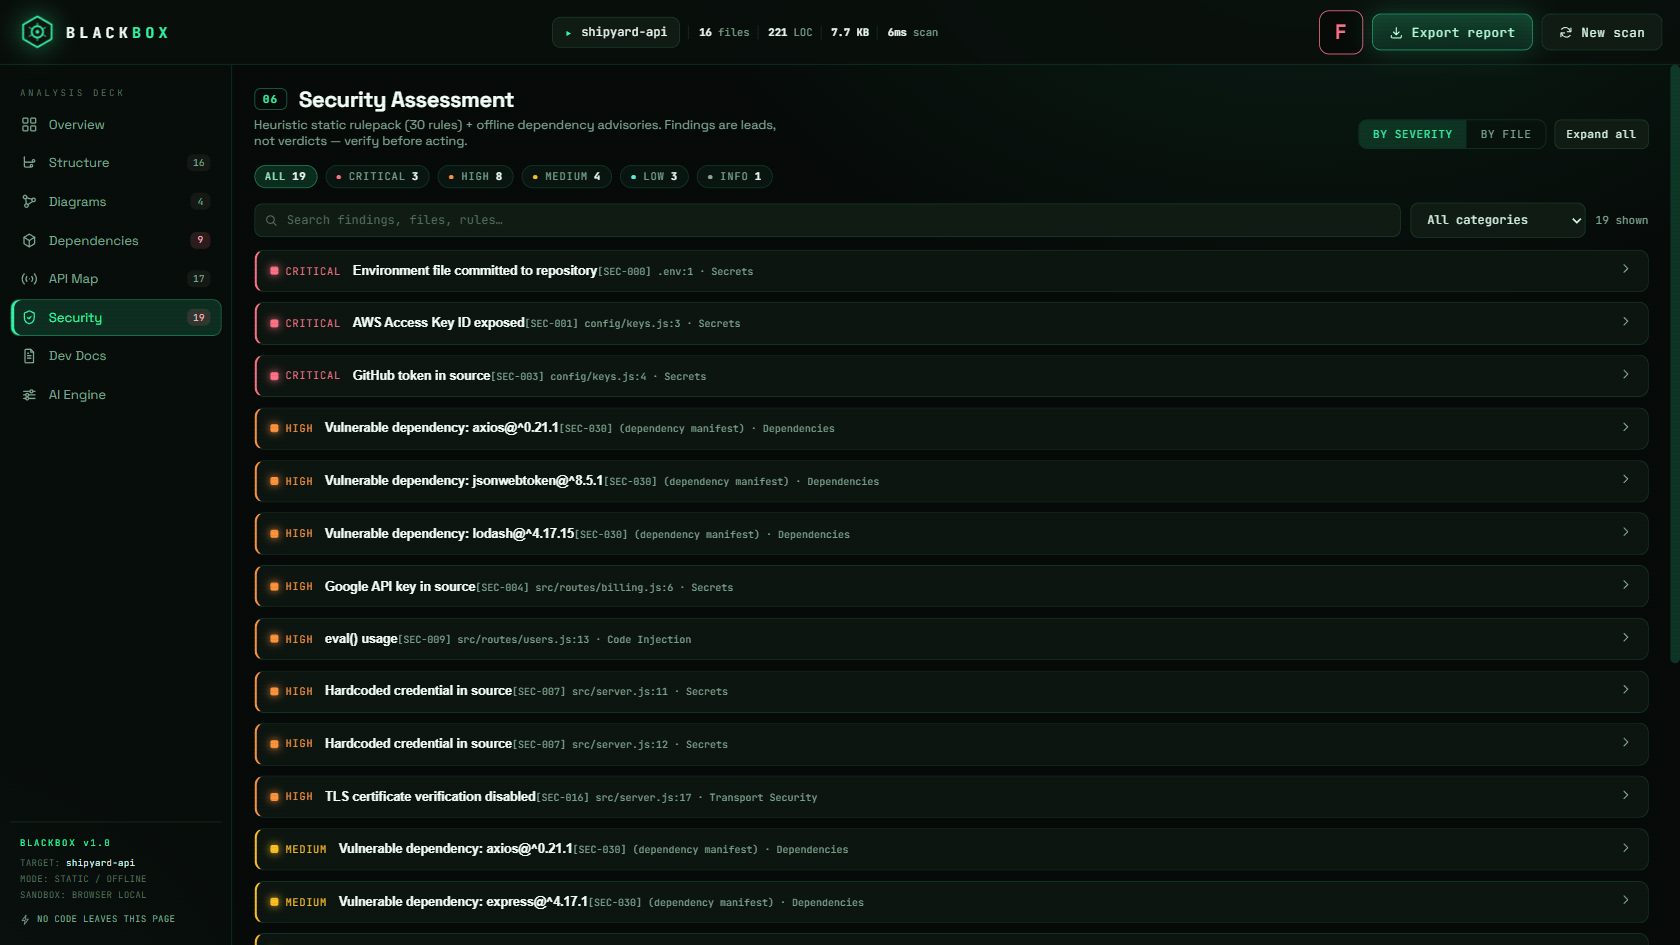 BLACKBOX
▸ shipyard-api
16 files
221 LOC
7.7 KB
6ms scan
F
Export report
New scan
ANALYSIS DECK
Overview
Structure 16
Diagrams 4
Dependencies 9
API Map 17
Security 19
Dev Docs
AI Engine
BLACKBOX v1.0
TARGET: shipyard-api
MODE: STATIC / OFFLINE
SANDBOX: BROWSER LOCAL
NO CODE LEAVES THIS PAGE
06 Security Assessment
Heuristic static rulepack (30 rules) + offline dependency advisories. Findings are leads,
not verdicts — verify before acting.
BY SEVERITY BY FILE Expand all
ALL 19 CRITICAL 3 HIGH 8 MEDIUM 4 LOW 3 INFO 1
Search findings, files, rules…
All categories
19 shown
CRITICAL Environment file committed to repository[SEC-000] .env:1 · Secrets
CRITICAL AWS Access Key ID exposed[SEC-001] config/keys.js:3 · Secrets
CRITICAL GitHub token in source[SEC-003] config/keys.js:4 · Secrets
HIGH Vulnerable dependency: axios@^0.21.1[SEC-030] (dependency manifest) · Dependencies
HIGH Vulnerable dependency: jsonwebtoken@^8.5.1[SEC-030] (dependency manifest) · Dependencies
HIGH Vulnerable dependency: lodash@^4.17.15[SEC-030] (dependency manifest) · Dependencies
HIGH Google API key in source[SEC-004] src/routes/billing.js:6 · Secrets
HIGH eval() usage[SEC-009] src/routes/users.js:13 · Code Injection
HIGH Hardcoded credential in source[SEC-007] src/server.js:11 · Secrets
HIGH Hardcoded credential in source[SEC-007] src/server.js:12 · Secrets
HIGH TLS certificate verification disabled[SEC-016] src/server.js:17 · Transport Security
MEDIUM Vulnerable dependency: axios@^0.21.1[SEC-030] (dependency manifest) · Dependencies
MEDIUM Vulnerable dependency: express@^4.17.1[SEC-030] (dependency manifest) · Dependencies